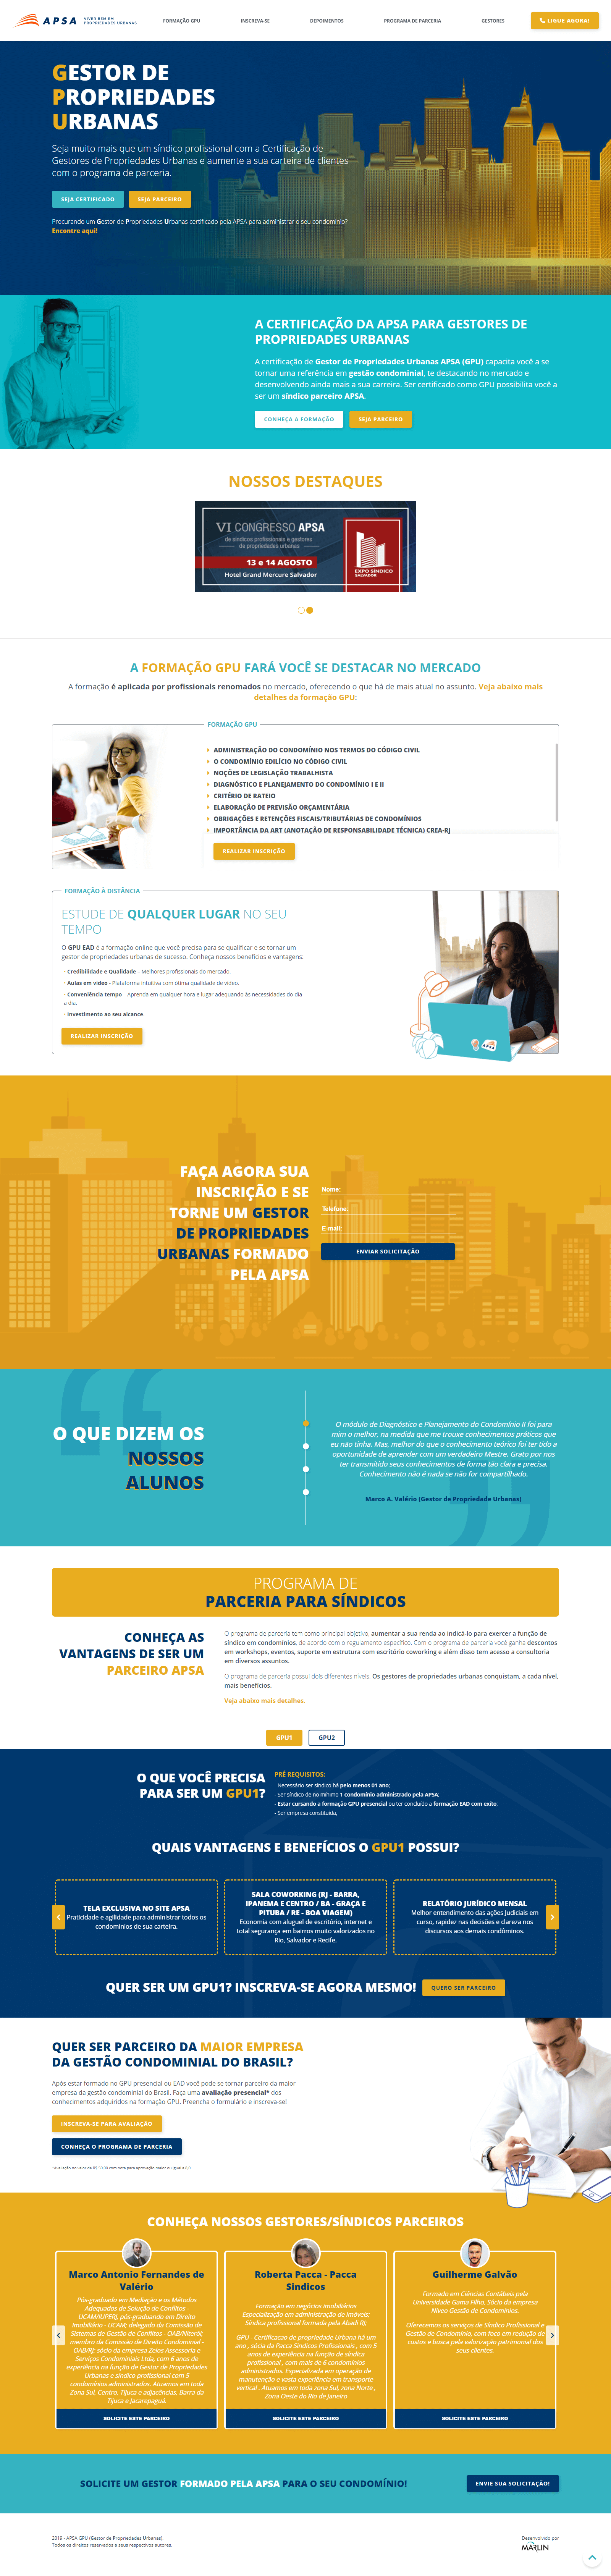 APSA VIVER BEM EM
PROPRIEDADES URBANAS
FORMAÇÃO GPU
INSCREVA-SE
DEPOIMENTOS
PROGRAMA DE PARCERIA
GESTORES
LIGUE AGORA!
GESTOR DE
PROPRIEDADES
URBANAS
Seja muito mais que um síndico profissional com a Certificação de
Gestores de Propriedades Urbanas e aumente a sua carteira de clientes
com o programa de parceria.
SEJA CERTIFICADO
SEJA PARCEIRO
Procurando um Gestor de Propriedades Urbanas certificado pela APSA para administrar o seu condomínio?
Encontre aqui!
A CERTIFICAÇÃO DA APSA PARA GESTORES DE
PROPRIEDADES URBANAS
A certificação de Gestor de Propriedades Urbanas APSA (GPU) capacita você a se
tornar uma referência em gestão condominial, te destacando no mercado e
desenvolvendo ainda mais a sua carreira. Ser certificado como GPU possibilita você a
ser um síndico parceiro APSA.
CONHEÇA A FORMAÇÃO
SEJA PARCEIRO
NOSSOS DESTAQUES
VI CONGRESSO APSA
de síndicos profissionais e gestores
de propriedades urbanas
13 e 14 AGOSTO
Hotel Grand Mercure Salvador
EXPO SÍNDICO
SALVADOR
A FORMAÇÃO GPU FARÁ VOCÊ SE DESTACAR NO MERCADO
A formação é aplicada por profissionais renomados no mercado, oferecendo o que há de mais atual no assunto. Veja abaixo mais
detalhes da formação GPU:
FORMAÇÃO GPU
ADMINISTRAÇÃO DO CONDOMÍNIO NOS TERMOS DO CÓDIGO CIVIL
O CONDOMÍNIO EDILÍCIO NO CÓDIGO CIVIL
NOÇÕES DE LEGISLAÇÃO TRABALHISTA
DIAGNÓSTICO E PLANEJAMENTO DO CONDOMÍNIO I E II
CRITÉRIO DE RATEIO
ELABORAÇÃO DE PREVISÃO ORÇAMENTÁRIA
OBRIGAÇÕES E RETENÇÕES FISCAIS/TRIBUTÁRIAS DE CONDOMÍNIOS
IMPORTÂNCIA DA ART (ANOTAÇÃO DE RESPONSABILIDADE TÉCNICA) CREA-RJ
REALIZAR INSCRIÇÃO
FORMAÇÃO À DISTÂNCIA
ESTUDE DE QUALQUER LUGAR NO SEU
TEMPO
O GPU EAD é a formação online que você precisa para se qualificar e se tornar um
gestor de propriedades urbanas de sucesso. Conheça nossos benefícios e vantagens:
· Credibilidade e Qualidade – Melhores profissionais do mercado.
· Aulas em vídeo - Plataforma intuitiva com ótima qualidade de vídeo.
· Conveniência tempo – Aprenda em qualquer hora e lugar adequando às necessidades do dia
a dia.
· Investimento ao seu alcance.
REALIZAR INSCRIÇÃO
FAÇA AGORA SUA
INSCRIÇÃO E SE
TORNE UM GESTOR
DE PROPRIEDADES
URBANAS FORMADO
PELA APSA
Nome:
Telefone:
E-mail:
ENVIAR SOLICITAÇÃO
O QUE DIZEM OS
NOSSOS
ALUNOS
O módulo de Diagnóstico e Planejamento do Condomínio II foi para
mim o melhor, na medida que me trouxe conhecimentos práticos que
eu não tinha. Mas, melhor do que o conhecimento teórico foi ter tido a
oportunidade de aprender com um verdadeiro Mestre. Grato por nos
ter transmitido seus conhecimentos de forma tão clara e precisa.
Conhecimento não é nada se não for compartilhado.
Marco A. Valério (Gestor de Propriedade Urbanas)
PROGRAMA DE
PARCERIA PARA SÍNDICOS
CONHEÇA AS
VANTAGENS DE SER UM
PARCEIRO APSA
O programa de parceria tem como principal objetivo, aumentar a sua renda ao indicá-lo para exercer a função de
síndico em condomínios, de acordo com o regulamento específico. Com o programa de parceria você ganha descontos
em workshops, eventos, suporte em estrutura com escritório coworking e além disso tem acesso a consultoria
em diversos assuntos.
O programa de parceria possui dois diferentes níveis. Os gestores de propriedades urbanas conquistam, a cada nível,
mais benefícios.
Veja abaixo mais detalhes.
GPU1
GPU2
O QUE VOCÊ PRECISA
PARA SER UM GPU1?
PRÉ REQUISITOS:
- Necessário ser síndico há pelo menos 01 ano;
- Ser síndico de no mínimo 1 condomínio administrado pela APSA;
- Estar cursando a formação GPU presencial ou ter concluído a formação EAD com exito;
- Ser empresa constituída;
QUAIS VANTAGENS E BENEFÍCIOS O GPU1 POSSUI?
TELA EXCLUSIVA NO SITE APSA
Praticidade e agilidade para administrar todos os
condomínios de sua carteira.
SALA COWORKING (RJ - BARRA,
IPANEMA E CENTRO / BA - GRAÇA E
PITUBA / RE - BOA VIAGEM)
Economia com aluguel de escritório, internet e
total segurança em bairros muito valorizados no
Rio, Salvador e Recife.
RELATÓRIO JURÍDICO MENSAL
Melhor entendimento das ações Judiciais em
curso, rapidez nas decisões e clareza nos
discursos aos demais condôminos.
QUER SER UM GPU1? INSCREVA-SE AGORA MESMO!
QUERO SER PARCEIRO
QUER SER PARCEIRO DA MAIOR EMPRESA
DA GESTÃO CONDOMINIAL DO BRASIL?
Após estar formado no GPU presencial ou EAD você pode se tornar parceiro da maior
empresa da gestão condominial do Brasil. Faça uma avaliação presencial* dos
conhecimentos adquiridos na formação GPU. Preencha o formulário e inscreva-se!
INSCREVA-SE PARA AVALIAÇÃO
CONHEÇA O PROGRAMA DE PARCERIA
CONHEÇA NOSSOS GESTORES/SÍNDICOS PARCEIROS
Marco Antonio Fernandes de
Valério
Pós-graduado em Mediação e os Métodos
Adequados de Solução de Conflitos -
UCAM/IUPERJ, pós-graduando em Direito
Imobiliário - UCAM; delegado da Comissão de
Sistemas de Gestão de Conflitos - OAB/Niterói;
membro da Comissão de Direito Condominial -
OAB/RJ; sócio da empresa Zelos Assessoria e
Serviços Condominiais Ltda, com 6 anos de
experiência na função de Gestor de Propriedades
Urbanas e síndico profissional com 5
condomínios administrados. Atuamos em toda
Zona Sul, Centro, Tijuca e adjacências, Barra da
Tijuca e Jacarepaguá.
SOLICITE ESTE PARCEIRO
Roberta Pacca - Pacca
Sindicos
Formação em negócios imobiliários
Especialização em administração de imóveis;
Síndica profissional formada pela Abadi Rj;
GPU - Certificacao de propriedade Urbana há um
ano , sócia da Pacca Sindicos Profissionais , com 5
anos de experiência na função de síndica
profissional , com mais de 6 condomínios
administrados. Especializada em operação de
manutenção e vasta experiência em transporte
vertical . Atuamos em toda zona Sul, zona Norte ,
Zona Oeste do Rio de Janeiro
SOLICITE ESTE PARCEIRO
Guilherme Galvão
Formado em Ciências Contábeis pela
Universidade Gama Filho, Sócio da empresa
Níveo Gestão de Condomínios.
Oferecemos os serviços de Síndico Profissional e
Gestão de Condomínio, com foco em redução de
custos e busca pela valorização patrimonial dos
seus clientes.
SOLICITE ESTE PARCEIRO
SOLICITE UM GESTOR FORMADO PELA APSA PARA O SEU CONDOMÍNIO!
ENVIE SUA SOLICITAÇÃO!
2019 - APSA GPU (Gestor de Propriedades Urbanas).
Todos os direitos reservados a seus respectivos autores.
Desenvolvido por
MARLIN